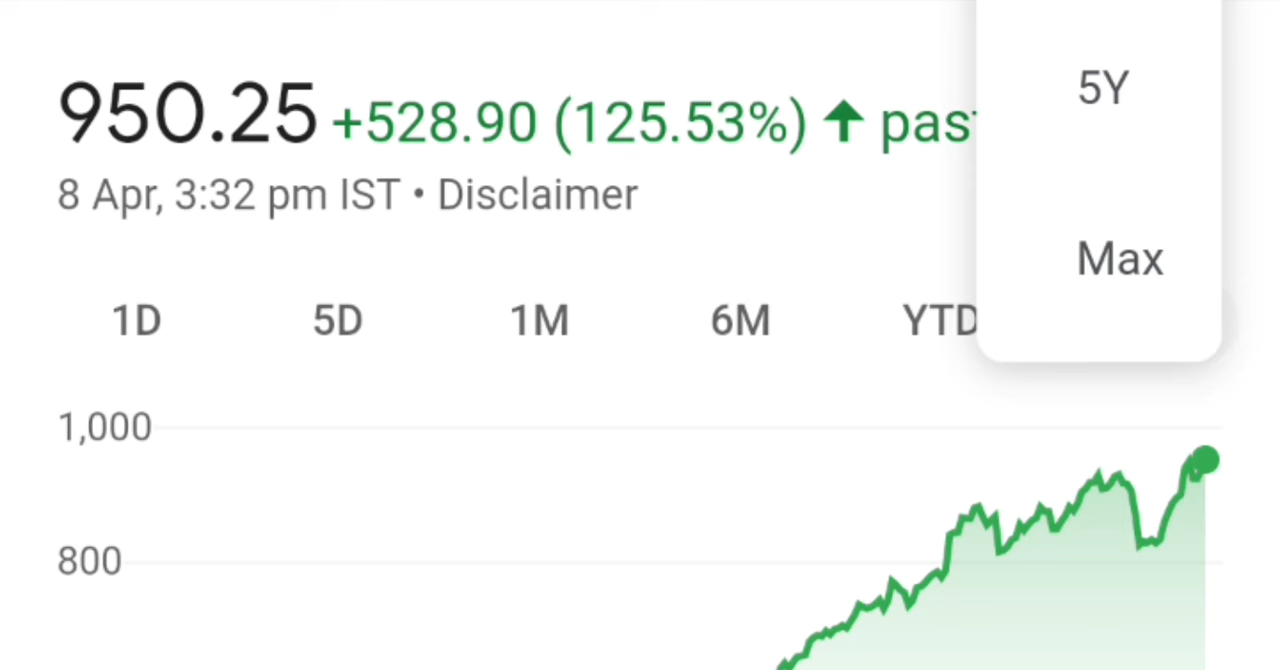 5Y
950.25 +528.90 (125.53%) ↑
8 Apr, 3:32 pm IST • Disclaimer
Max
1D 5D 1M 6M YTD
1,000
800